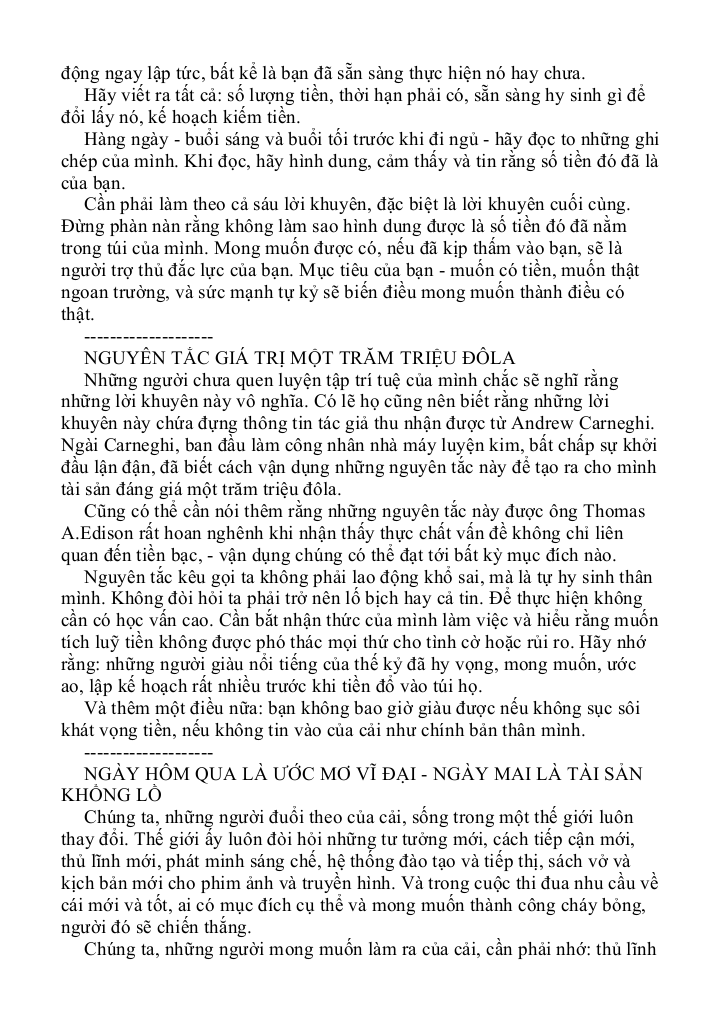 động ngay lập tức, bất kể là bạn đã sẵn sàng thực hiện nó hay chưa.
Hãy viết ra tất cả: số lượng tiền, thời hạn phải có, sẵn sàng hy sinh gì để
đổi lấy nó, kế hoạch kiếm tiền.
Hàng ngày - buổi sáng và buổi tối trước khi đi ngủ - hãy đọc to những ghi
chép của mình. Khi đọc, hãy hình dung, cảm thấy và tin rằng số tiền đó đã là
của bạn.
Cần phải làm theo cả sáu lời khuyên, đặc biệt là lời khuyên cuối cùng.
Đừng phàn nàn rằng không làm sao hình dung được là số tiền đó đã nằm
trong túi của mình. Mong muốn được có, nếu đã kịp thấm vào bạn, sẽ là
người trợ thủ đắc lực của bạn. Mục tiêu của bạn - muốn có tiền, muốn thật
ngoan trường, và sức mạnh tự kỷ sẽ biến điều mong muốn thành điều có
thật.
--------------------
NGUYÊN TẮC GIÁ TRỊ MỘT TRĂM TRIỆU ĐÔLA
Những người chưa quen luyện tập trí tuệ của mình chắc sẽ nghĩ rằng
những lời khuyên này vô nghĩa. Có lẽ họ cũng nên biết rằng những lời
khuyên này chứa đựng thông tin tác giả thu nhận được từ Andrew Carneghi.
Ngài Carneghi, ban đầu làm công nhân nhà máy luyện kim, bất chấp sự khởi
đầu lận đận, đã biết cách vận dụng những nguyên tắc này để tạo ra cho mình
tài sản đáng giá một trăm triệu đôla.
Cũng có thể cần nói thêm rằng những nguyên tắc này được ông Thomas
A.Edison rất hoan nghênh khi nhận thấy thực chất vấn đề không chỉ liên
quan đến tiền bạc, - vận dụng chúng có thể đạt tới bất kỳ mục đích nào.
Nguyên tắc kêu gọi ta không phải lao động khổ sai, mà là tự hy sinh thân
mình. Không đòi hỏi ta phải trở nên lố bịch hay cả tin. Để thực hiện không
cần có học vấn cao. Cần bắt nhận thức của mình làm việc và hiểu rằng muốn
tích luỹ tiền không được phó thác mọi thứ cho tình cờ hoặc rủi ro. Hãy nhớ
rằng: những người giàu nổi tiếng của thế kỷ đã hy vọng, mong muốn, ước
ao, lập kế hoạch rất nhiều trước khi tiền đổ vào túi họ.
Và thêm một điều nữa: bạn không bao giờ giàu được nếu không sục sôi
khát vọng tiền, nếu không tin vào của cải như chính bản thân mình.
--------------------
NGÀY HÔM QUA LÀ ƯỚC MƠ VĨ ĐẠI - NGÀY MAI LÀ TÀI SẢN
KHỔNG LỒ
Chúng ta, những người đuổi theo của cải, sống trong một thế giới luôn
thay đổi. Thế giới ấy luôn đòi hỏi những tư tưởng mới, cách tiếp cận mới,
thủ lĩnh mới, phát minh sáng chế, hệ thống đào tạo và tiếp thị, sách vở và
kịch bản mới cho phim ảnh và truyền hình. Và trong cuộc thi đua nhu cầu về
cái mới và tốt, ai có mục đích cụ thể và mong muốn thành công cháy bỏng,
người đó sẽ chiến thắng.
Chúng ta, những người mong muốn làm ra của cải, cần phải nhớ: thủ lĩnh